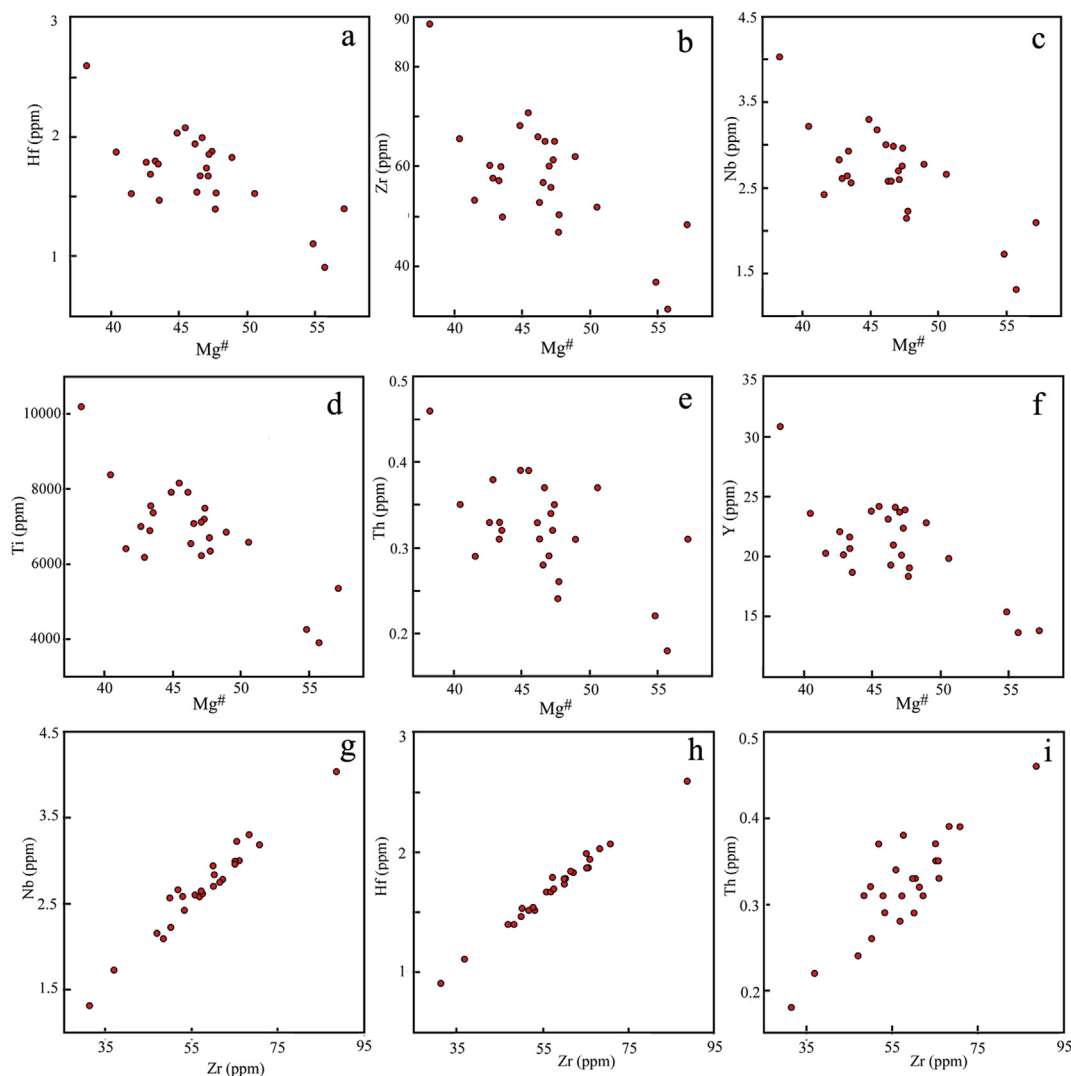 a
3
2
1
Hf (ppm)
40 45 50 55
Mg#
b
90
80
60
40
Zr (ppm)
40 45 50 55
Mg#
c
4.5
3.5
2.5
1.5
Nb (ppm)
40 45 50 55
Mg#
d
10000
8000
6000
4000
Ti (ppm)
40 45 50 55
Mg#
e
0.5
0.4
0.3
0.2
Th (ppm)
40 45 50 55
Mg#
f
35
30
25
20
15
Y (ppm)
40 45 50 55
Mg#
g
4.5
3.5
2.5
1.5
Nb (ppm)
35 55 75 95
Zr (ppm)
h
3
2
1
Hf (ppm)
35 55 75 95
Zr (ppm)
i
0.5
0.4
0.3
0.2
Th (ppm)
35 55 75 95
Zr (ppm)